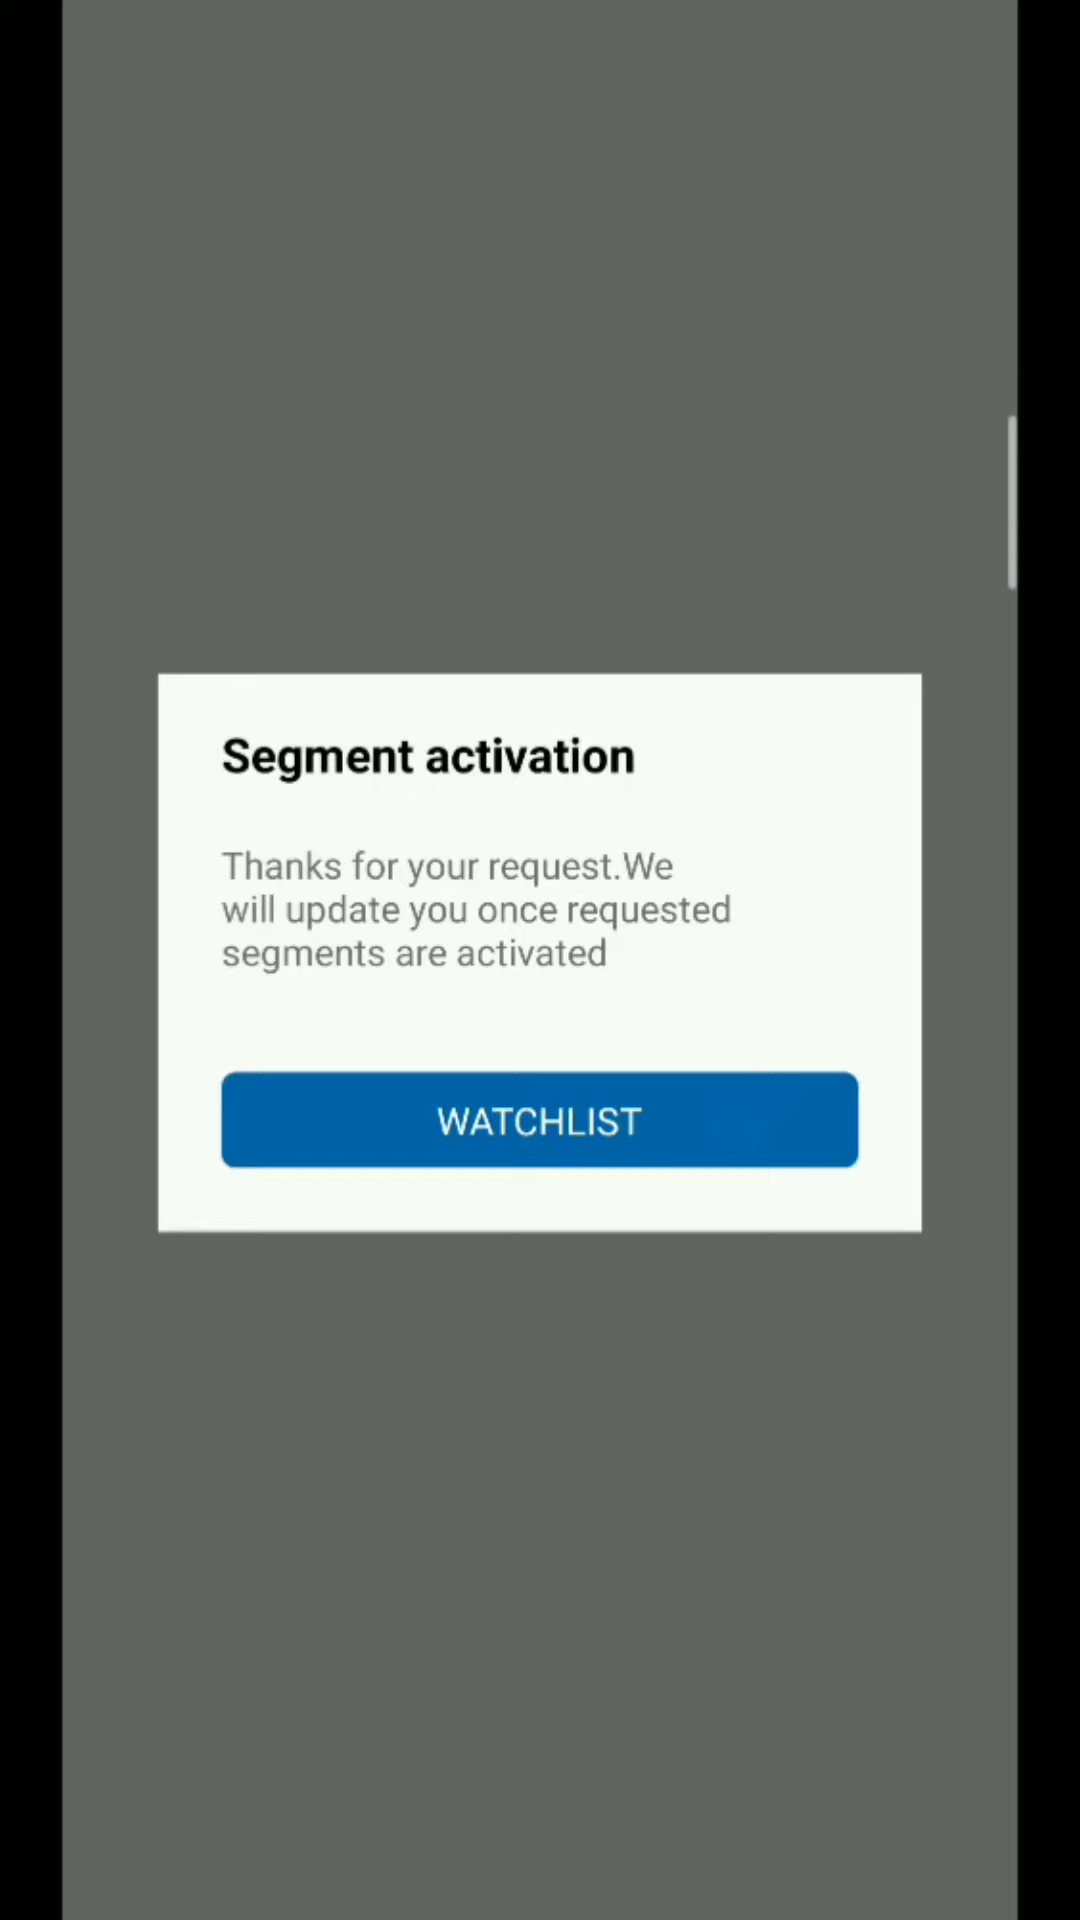 Segment activation
Thanks for your request.We
will update you once requested
segments are activated
WATCHLIST